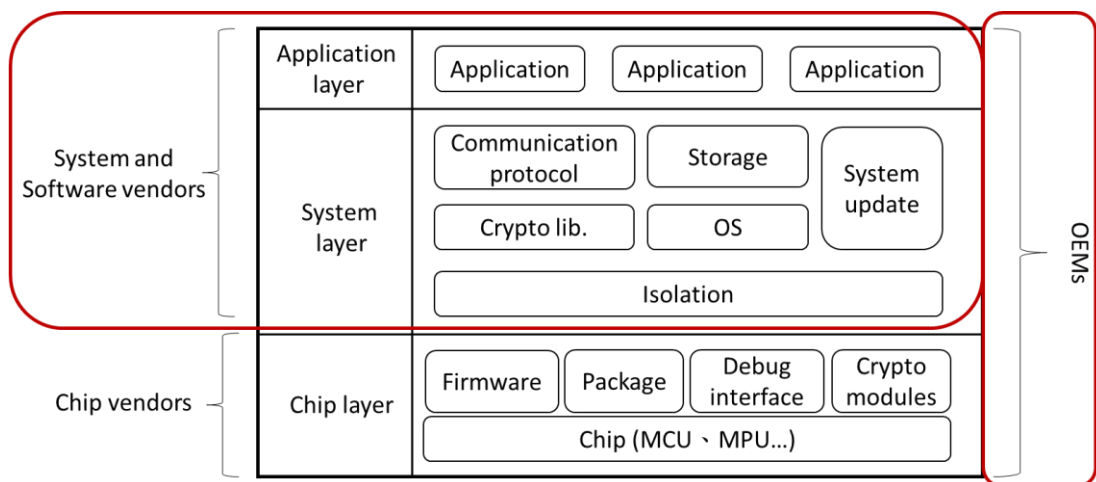 System and
Software vendors
Application
layer
Application
Application
Application
System
layer
Communication
protocol
Storage
System
update
Crypto lib.
OS
Isolation
Chip vendors
Chip layer
Firmware
Package
Debug
interface
Crypto
modules
Chip (MCU、MPU...)
OEMs